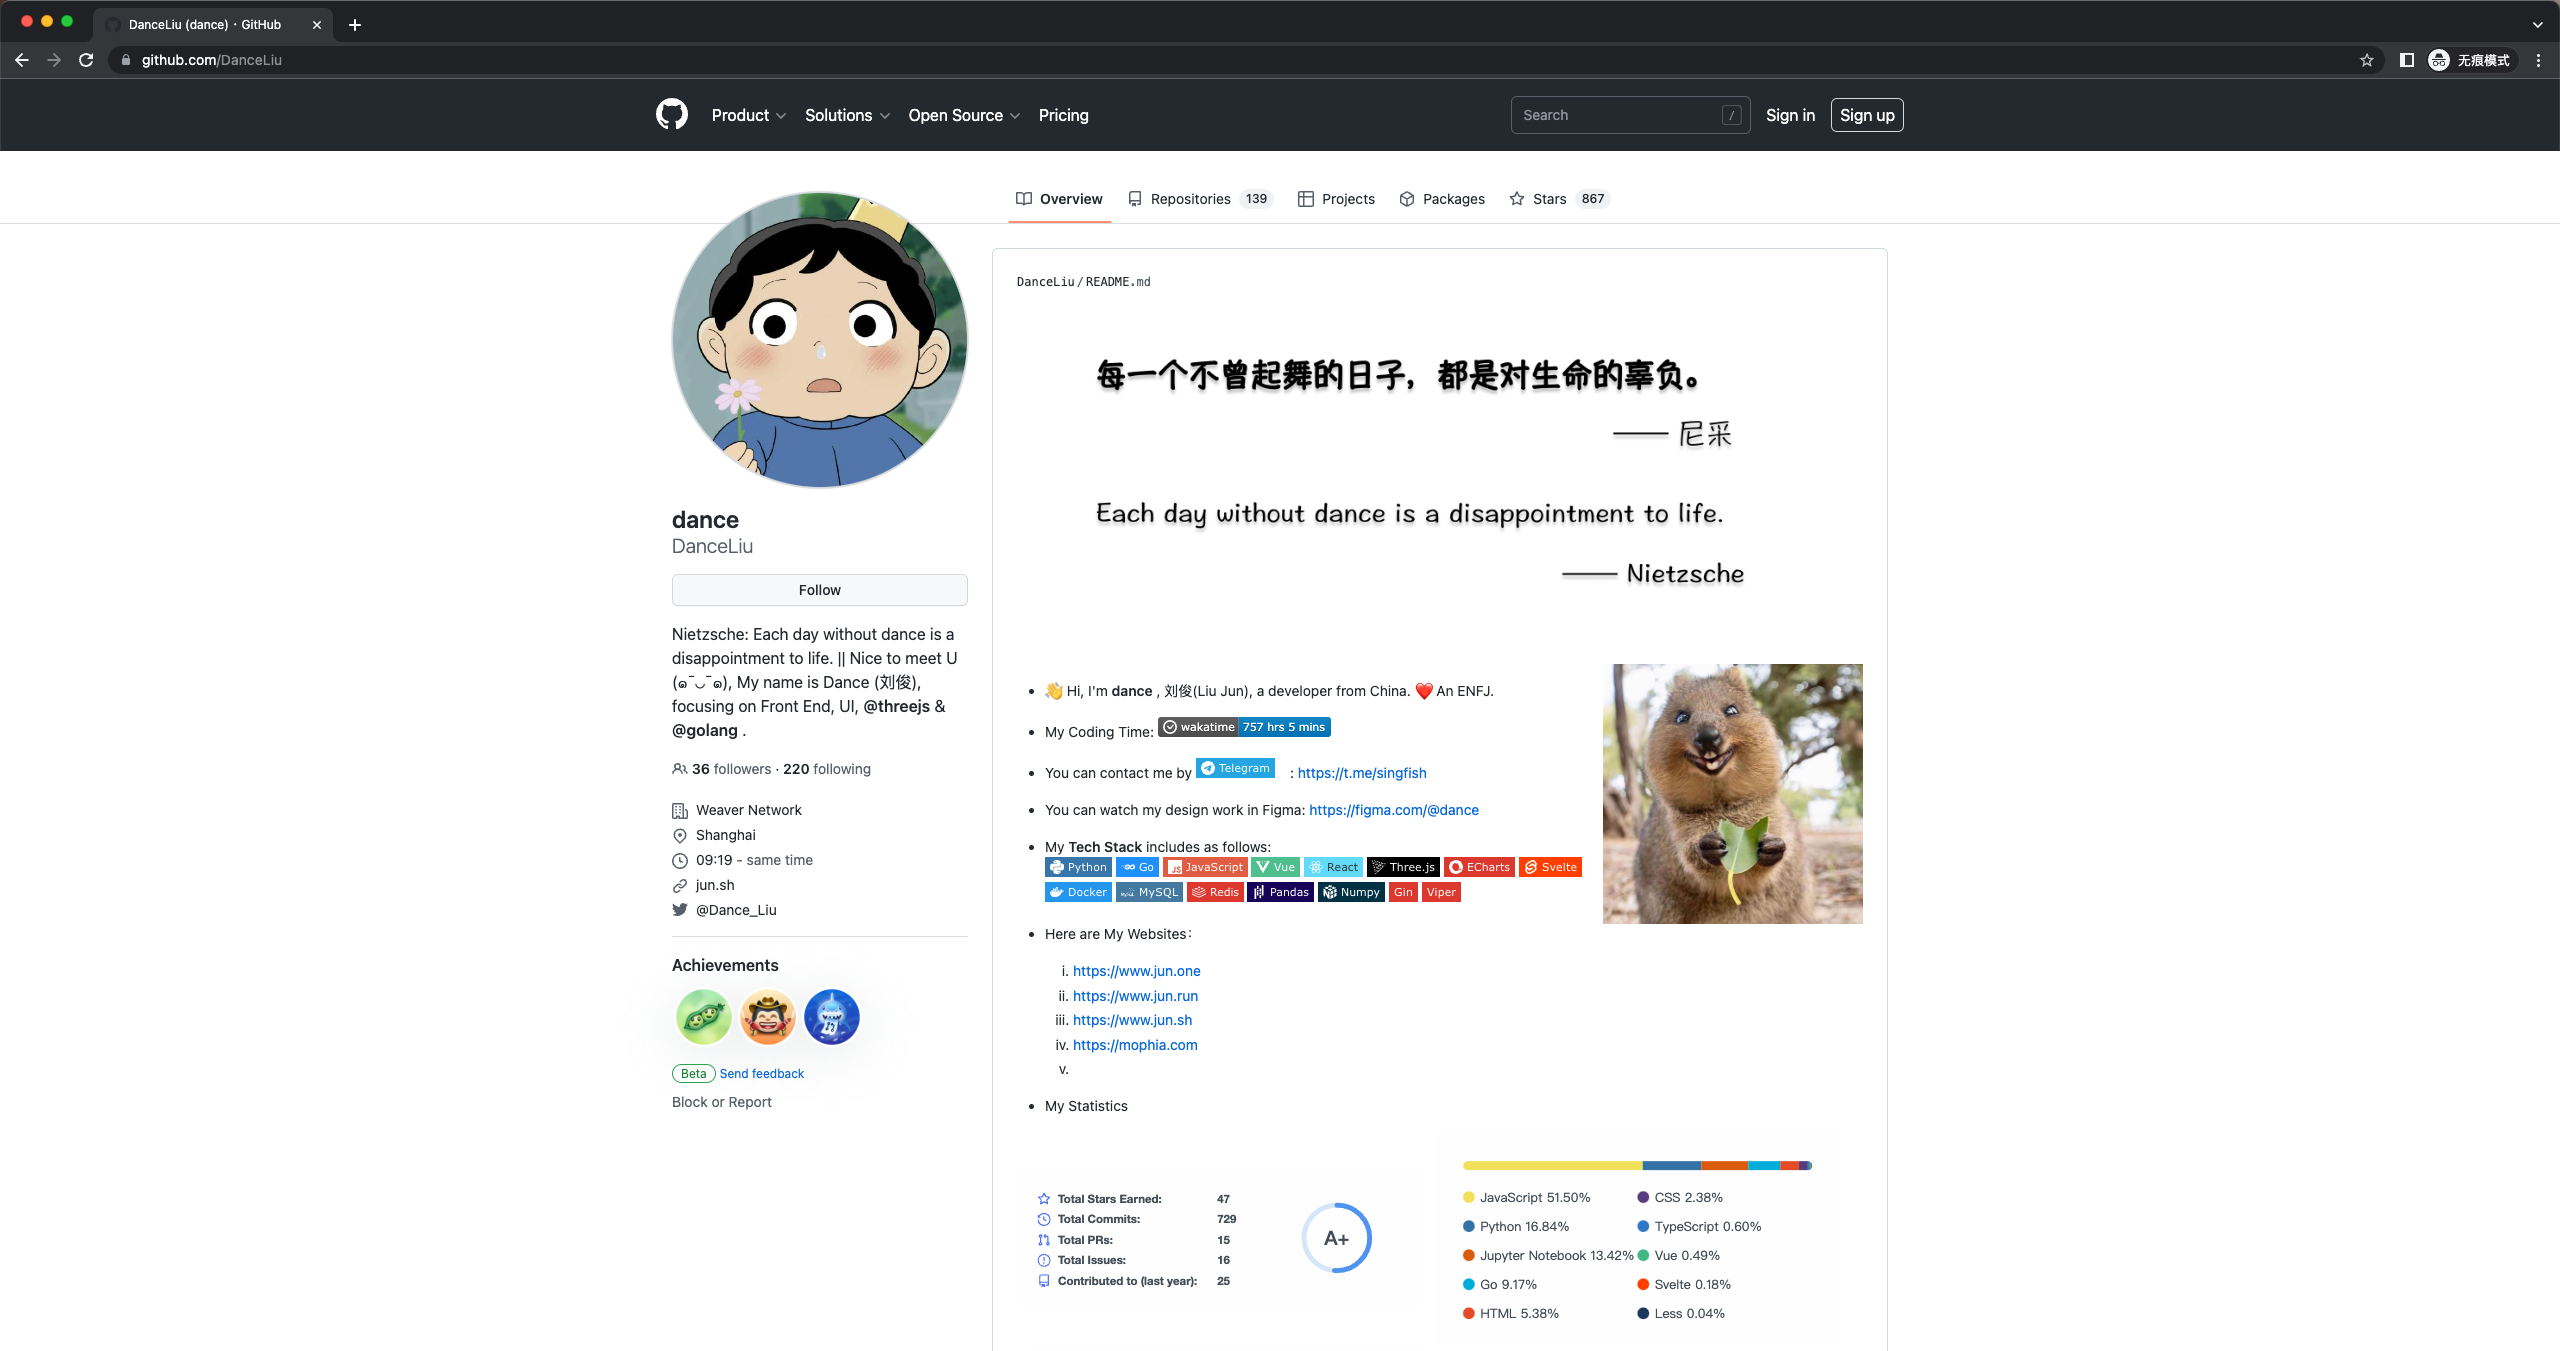 DanceLiu (dance) · GitHub
github.com/DanceLiu
无痕模式
Product
Solutions
Open Source
Pricing
Search
/
Sign in
Sign up
Overview
Repositories 139
Projects
Packages
Stars 867
dance
DanceLiu
Follow
Nietzsche: Each day without dance is a
disappointment to life. || Nice to meet U
(๑¯◡¯๑), My name is Dance (刘俊),
focusing on Front End, UI, @threejs &
@golang .
36 followers · 220 following
Weaver Network
Shanghai
09:19 - same time
jun.sh
@Dance_Liu
Achievements
Beta Send feedback
Block or Report
DanceLiu/README.md
每一个不曾起舞的日子，都是对生命的辜负。
—— 尼采
Each day without dance is a disappointment to life.
—— Nietzsche
👋 Hi, I'm dance , 刘俊(Liu Jun), a developer from China. ❤️ An ENFJ.
My Coding Time: wakatime 757 hrs 5 mins
You can contact me by Telegram : https://t.me/singfish
You can watch my design work in Figma: https://figma.com/@dance
My Tech Stack includes as follows:
Python Go JavaScript Vue React Three.js ECharts Svelte
Docker MySQL Redis Pandas Numpy Gin Viper
Here are My Websites：
i. https://www.jun.one
ii. https://www.jun.run
iii. https://www.jun.sh
iv. https://mophia.com
v.
My Statistics
Total Stars Earned: 47
Total Commits: 729
Total PRs: 15
Total Issues: 16
Contributed to (last year): 25
A+
JavaScript 51.50%
Python 16.84%
Jupyter Notebook 13.42%
Go 9.17%
HTML 5.38%
CSS 2.38%
TypeScript 0.60%
Vue 0.49%
Svelte 0.18%
Less 0.04%